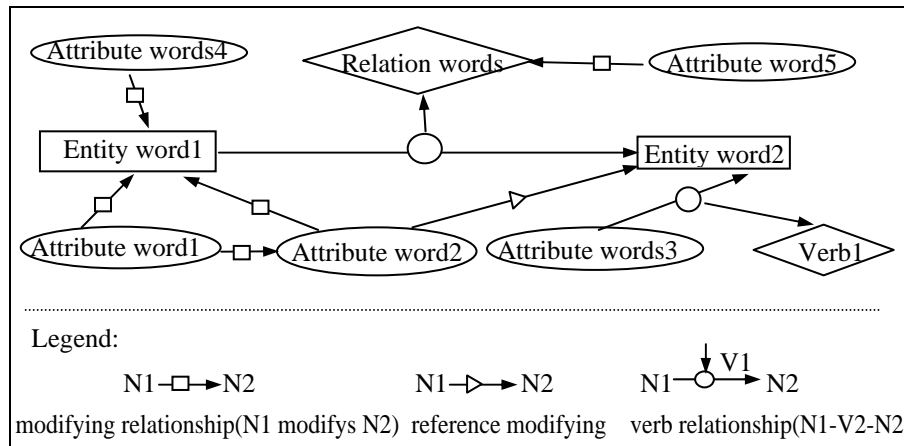 Attribute words4
Relation words
Attribute word5
Entity word1
Entity word2
Attribute word1
Attribute word2
Attribute words3
Verb1
Legend:
N1 N2
N1 N2
V1
N1 N2
modifying relationship(N1 modifys N2)
reference modifying
verb relationship(N1-V2-N2